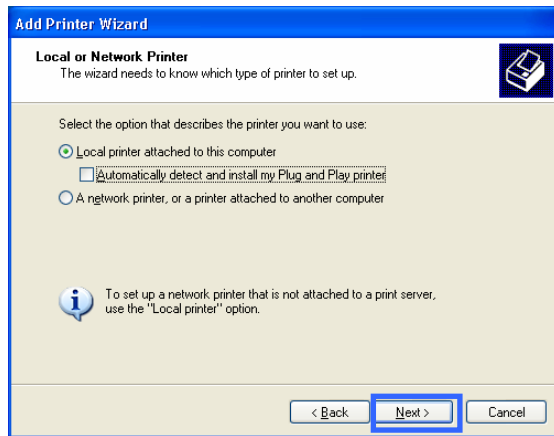 Add Printer Wizard
Local or Network Printer
The wizard needs to know which type of printer to set up.
Select the option that describes the printer you want to use:
Local printer attached to this computer
Automatically detect and install my Plug and Play printer
A network printer, or a printer attached to another computer
To set up a network printer that is not attached to a print server,
use the "Local printer" option.
< Back Next > Cancel